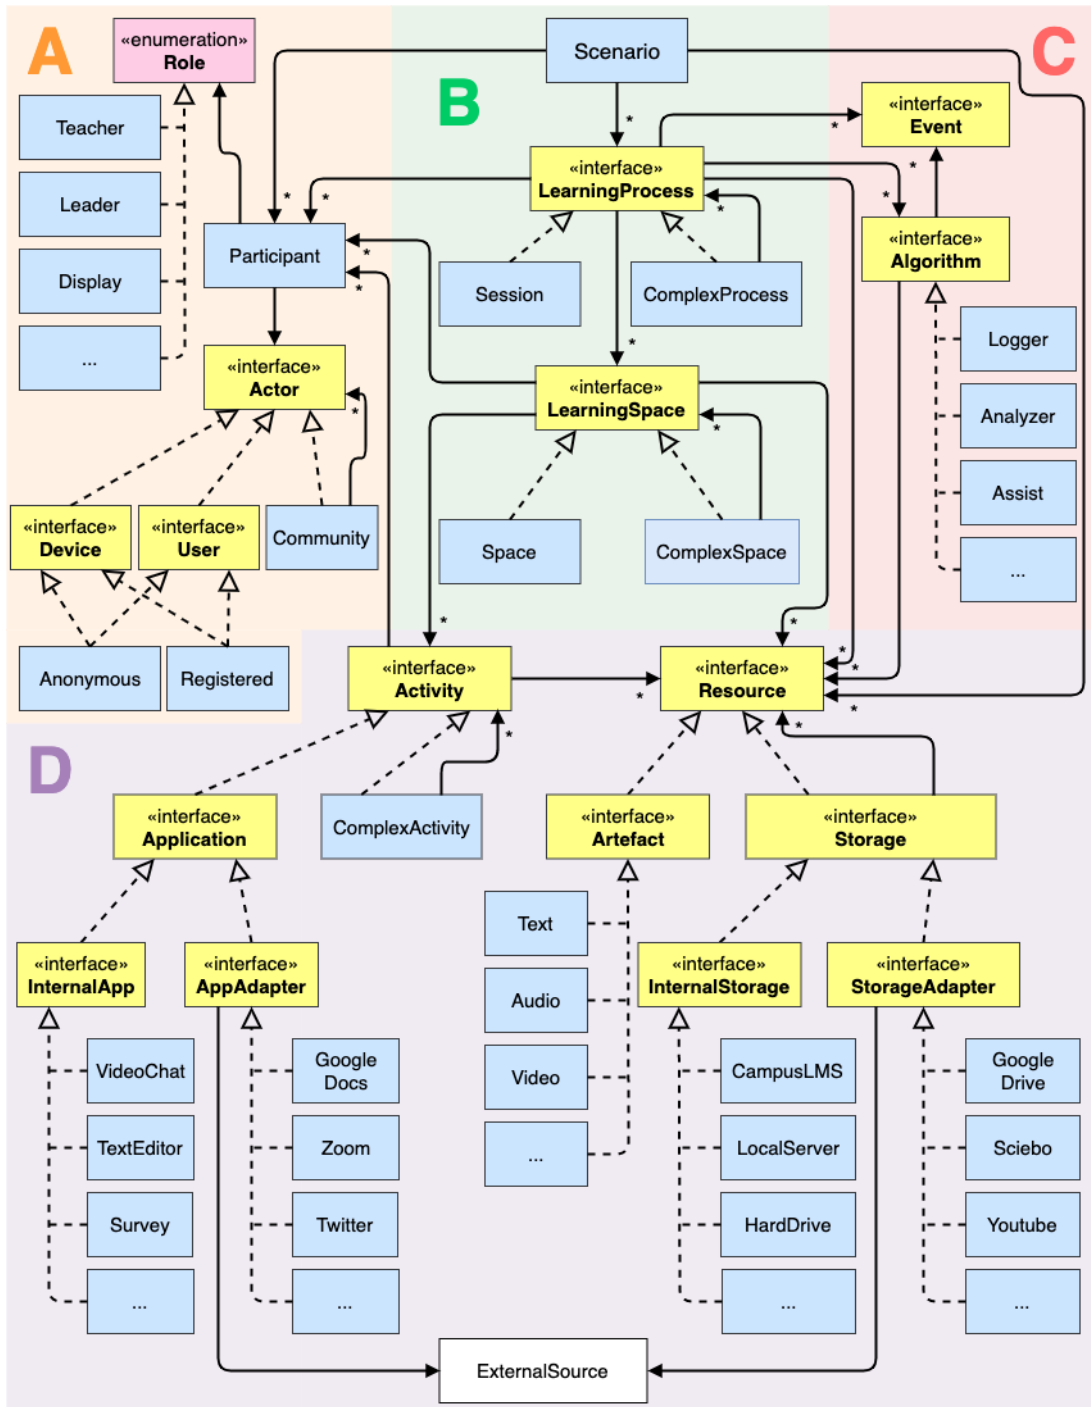 A
«enumeration»
Role
Scenario
C
B
«interface»
Event
Teacher
Leader
Display
...
*
*
*
*
«interface»
LearningProcess
*
*
*
Participant
*
*
«interface»
Algorithm
Session
ComplexProcess
«interface»
Actor
*
*
«interface»
LearningSpace
*
Logger
Analyzer
Assist
...
«interface»
Device
«interface»
User
Community
Space
ComplexSpace
*
*
Anonymous
Registered
«interface»
Activity
*
«interface»
Resource
*
*
*
*
*
D
«interface»
Application
ComplexActivity
«interface»
Artefact
«interface»
Storage
Text
Audio
Video
...
«interface»
InternalApp
«interface»
AppAdapter
«interface»
InternalStorage
«interface»
StorageAdapter
VideoChat
TextEditor
Survey
...
Google
Docs
Zoom
Twitter
...
CampusLMS
LocalServer
HardDrive
...
Google
Drive
Sciebo
Youtube
...
ExternalSource